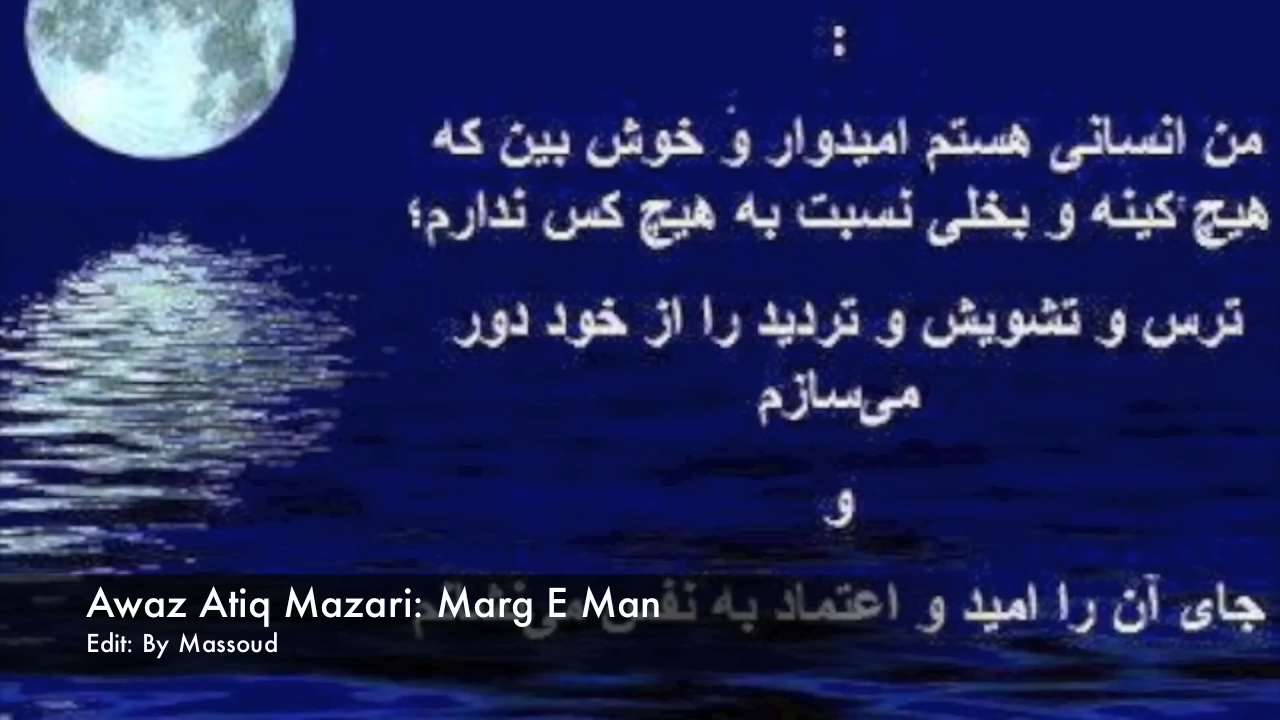 :
من انسانی هستم امیدوار و خوش بین که
هیچ کینه و بخلی نسبت به هیچ کس ندارم؛
ترس و تشویش و تردید را از خود دور
می‌سازم
و
جای آن را امید و اعتماد به نفس
Awaz Atiq Mazari: Marg E Man
Edit: By Massoud